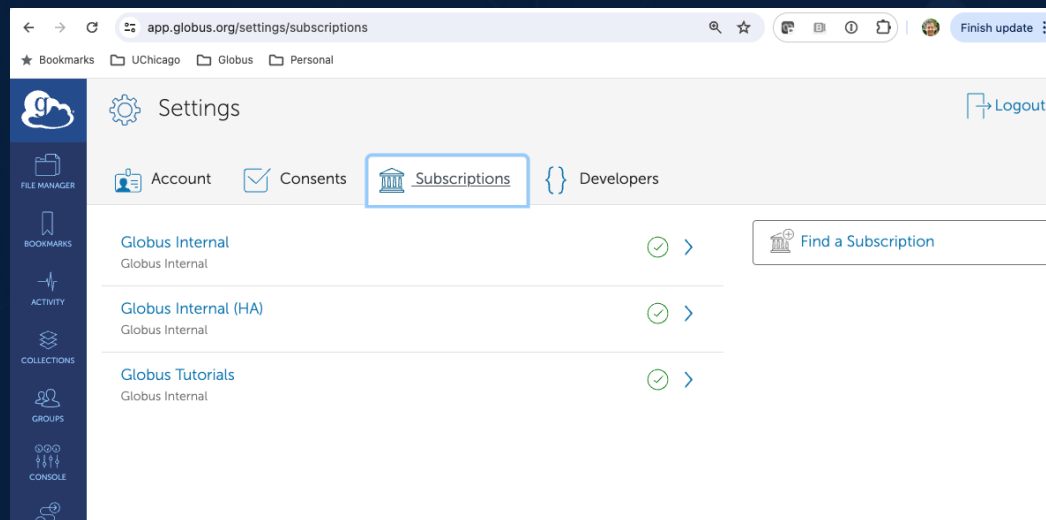 app.globus.org/settings/subscriptions
Finish update
Bookmarks UChicago Globus Personal
g
Settings
Logout
Account Consents Subscriptions { } Developers
FILE MANAGER
BOOKMARKS
ACTIVITY
COLLECTIONS
GROUPS
CONSOLE
Globus Internal
Globus Internal
Globus Internal (HA)
Globus Internal
Globus Tutorials
Globus Internal
Find a Subscription